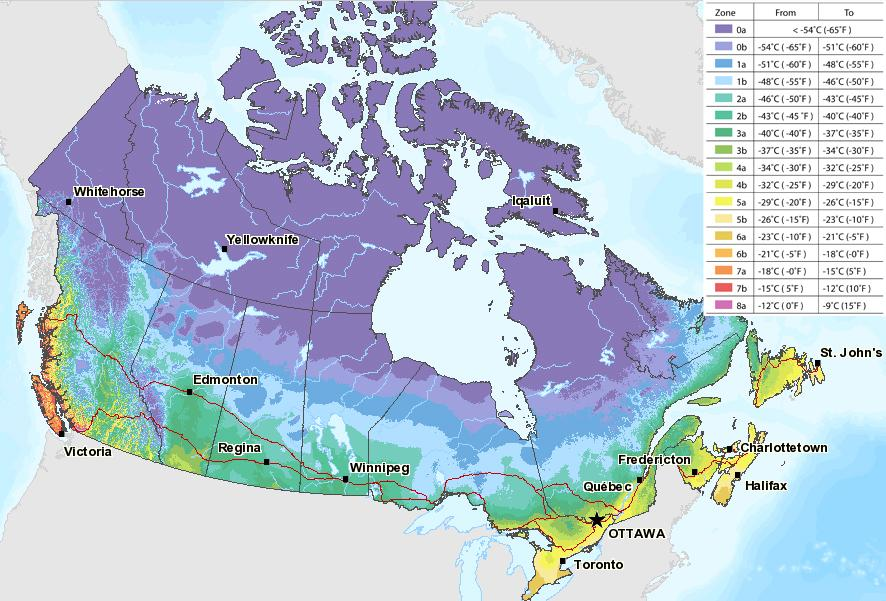 Zone From To
0a < -54˚C (-65˚F )
0b -54˚C ( -65˚F ) -51˚C (-60˚F )
1a -51˚C ( -60˚F ) -48˚C (-55˚F )
1b -48˚C ( -55˚F ) -46˚C (-50˚F )
2a -46˚C ( -50˚F ) -43˚C (-45˚F )
2b -43˚C ( -45 ˚F ) -40˚C (-40˚F )
3a -40˚C ( -40˚F ) -37˚C (-35˚F )
3b -37˚C ( -35˚F ) -34˚C (-30˚F )
4a -34˚C ( -30˚F ) -32˚C (-25˚F )
4b -32˚C ( -25˚F ) -29˚C (-20˚F )
5a -29˚C ( -20˚F ) -26˚C (-15˚F )
5b -26˚C ( -15˚F ) -23˚C (-10˚F )
6a -23˚C ( -10˚F ) -21˚C (-5˚F )
6b -21˚C ( -5˚F ) -18˚C (-0˚F )
7a -18˚C ( -0˚F ) -15˚C (5˚F )
7b -15˚C ( 5˚F ) -12˚C (10˚F )
8a -12˚C ( 0˚F ) -9˚C (15˚F )
Whitehorse
Iqaluit
Yellowknife
St. John's
Edmonton
Regina
Charlottetown
Victoria
Fredericton
Winnipeg
Québec
Halifax
OTTAWA
Toronto